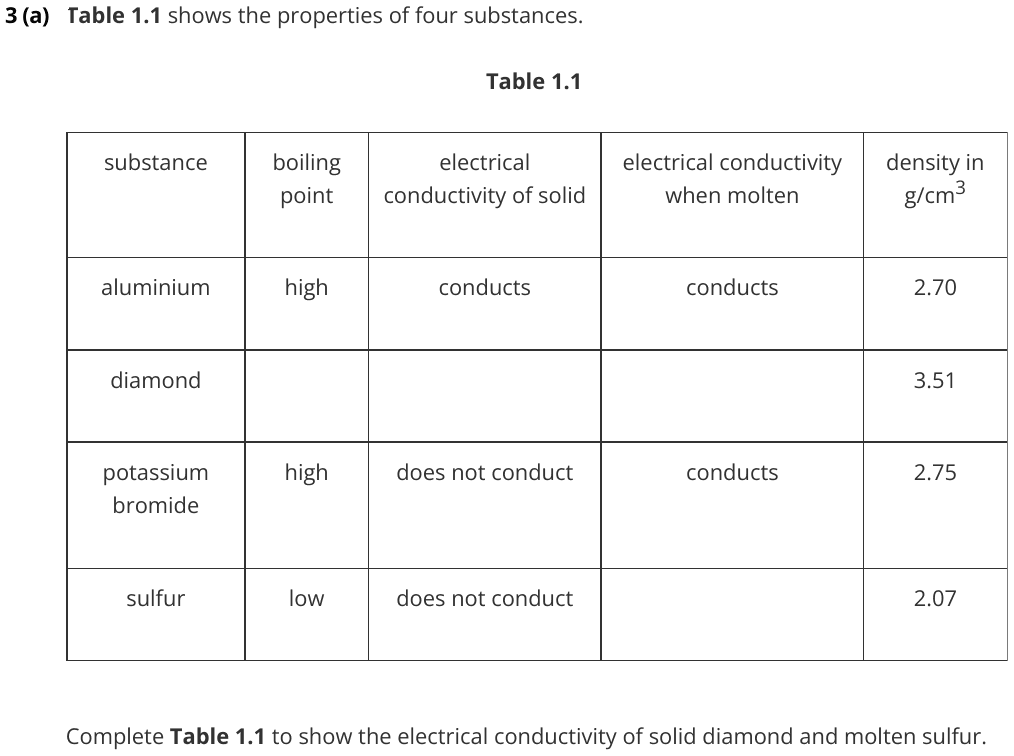 3 (a) Table 1.1 shows the properties of four substances.
Table 1.1
substance boiling point electrical conductivity of solid electrical conductivity when molten density in g/cm3
aluminium high conducts conducts 2.70
diamond 3.51
potassium bromide high does not conduct conducts 2.75
sulfur low does not conduct 2.07
Complete Table 1.1 to show the electrical conductivity of solid diamond and molten sulfur.